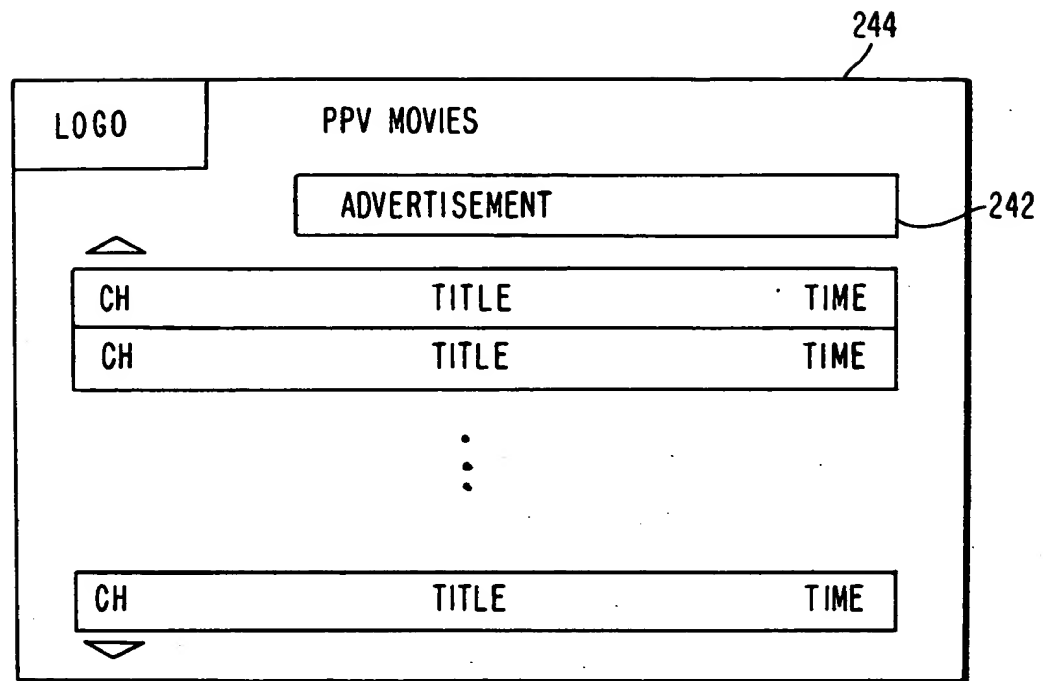 244
LOGO
PPV MOVIES
ADVERTISEMENT
242
CH TITLE TIME
CH TITLE TIME
CH TITLE TIME